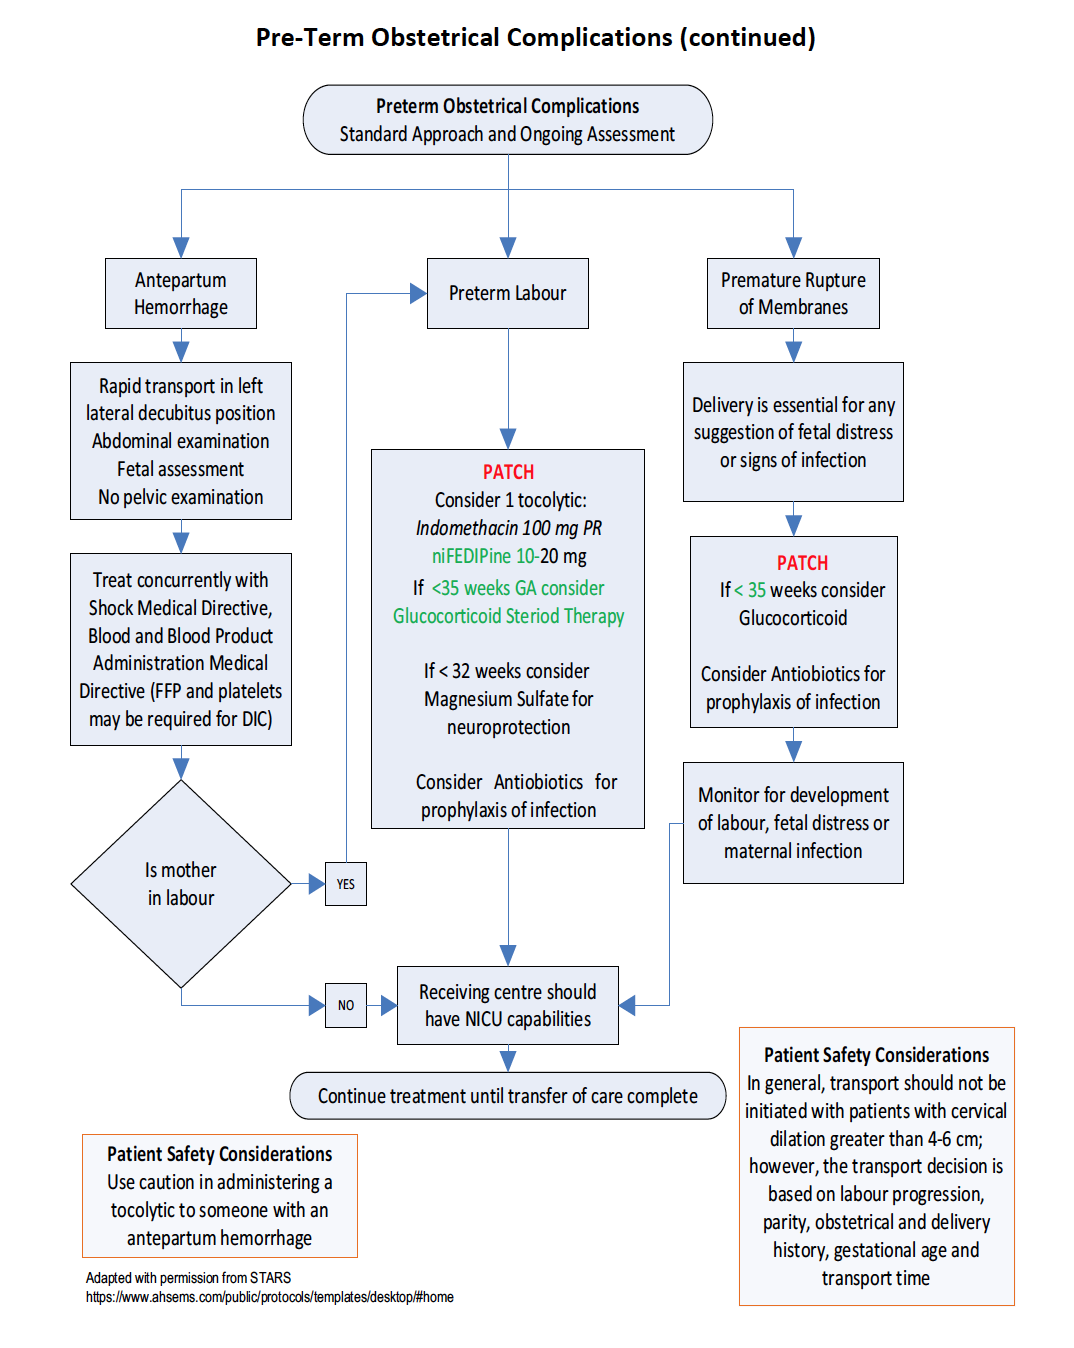 Pre-Term Obstetrical Complications (continued)
Preterm Obstetrical Complications
Standard Approach and Ongoing Assessment
Antepartum
Hemorrhage
Rapid transport in left
lateral decubitus position
Abdominal examination
Fetal assessment
No pelvic examination
Treat concurrently with
Shock Medical Directive,
Blood and Blood Product
Administration Medical
Directive (FFP and platelets
may be required for DIC)
Is mother
in labour
YES
NO
Preterm Labour
PATCH
Consider 1 tocolytic:
Indomethacin 100 mg PR
niFEDIPine 10-20 mg
If <35 weeks GA consider
Glucocorticoid Steriod Therapy
If < 32 weeks consider
Magnesium Sulfate for
neuroprotection
Consider Antiobiotics for
prophylaxis of infection
Premature Rupture
of Membranes
Delivery is essential for any
suggestion of fetal distress
or signs of infection
PATCH
If < 35 weeks consider
Glucocorticoid
Consider Antiobiotics for
prophylaxis of infection
Monitor for development
of labour, fetal distress or
maternal infection
Receiving centre should
have NICU capabilities
Continue treatment until transfer of care complete
Patient Safety Considerations
In general, transport should not be
initiated with patients with cervical
dilation greater than 4-6 cm;
however, the transport decision is
based on labour progression,
parity, obstetrical and delivery
history, gestational age and
transport time
Patient Safety Considerations
Use caution in administering a
tocolytic to someone with an
antepartum hemorrhage
Adapted with permission from STARS
https://www.ahsems.com/public/protocols/templates/desktop/#home